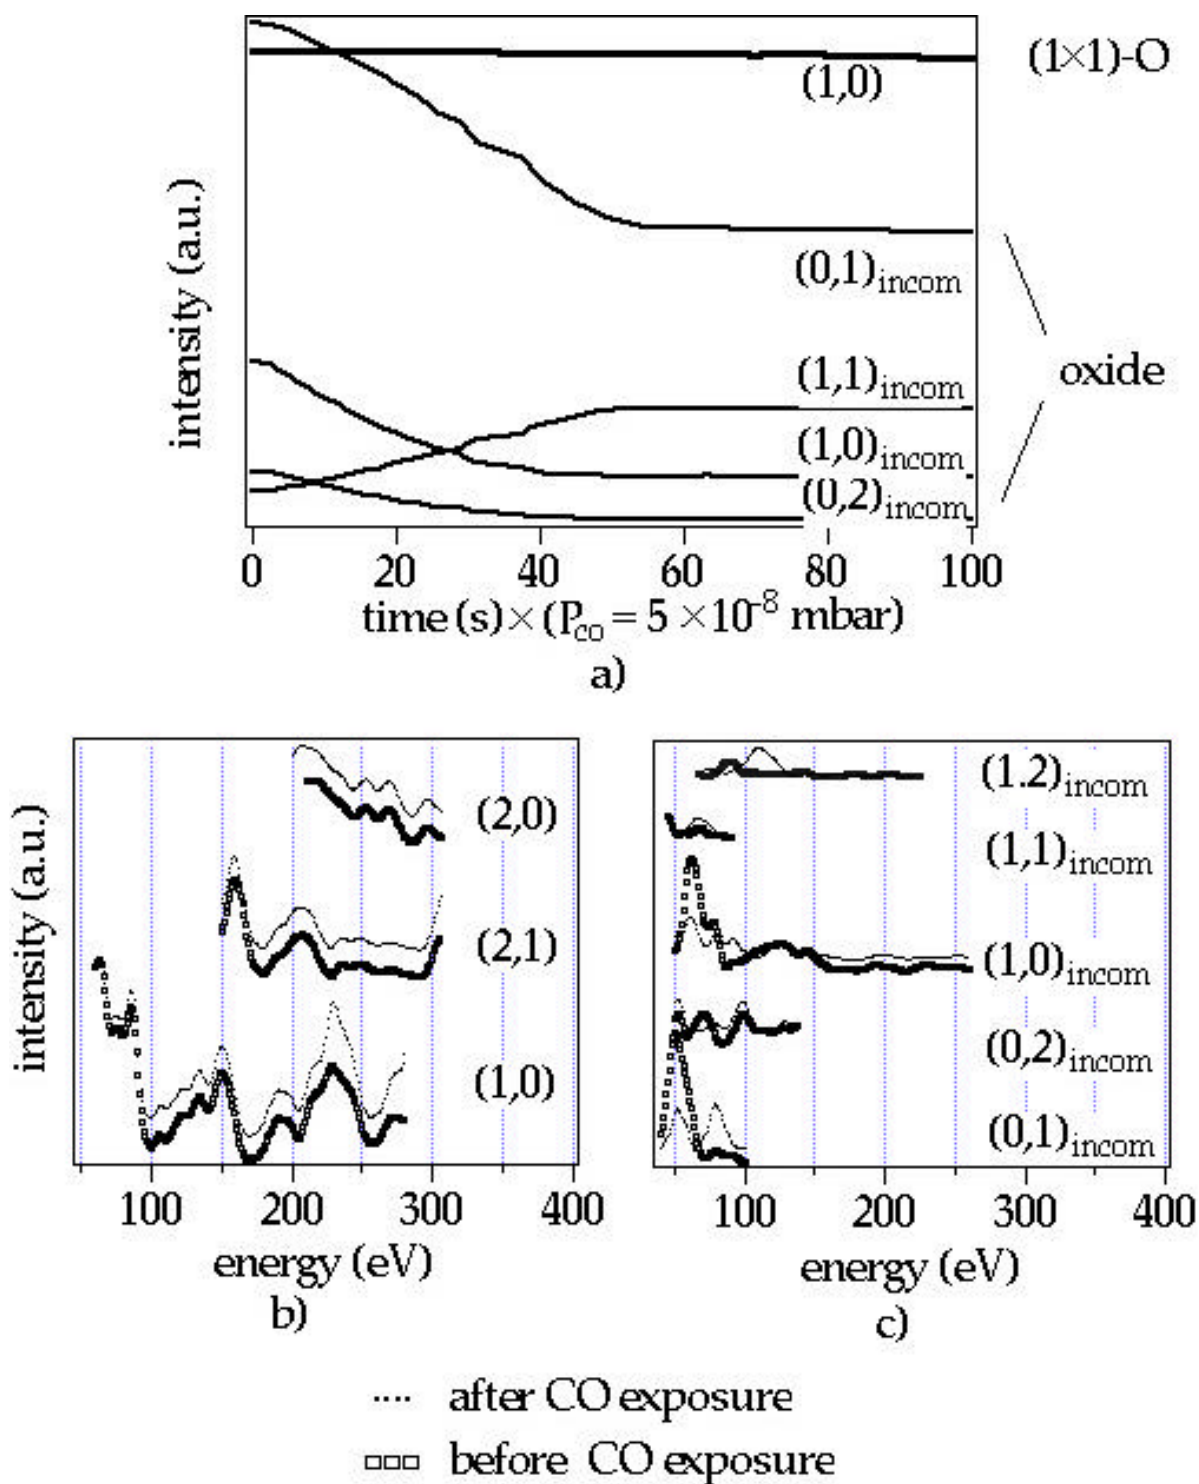 (1×1)-O
(1,0)
(0,1)incom
oxide
(1,1)incom
(1,0)incom
(0,2)incom
intensity (a.u.)
0 20 40 60 80 100
time (s)× (Pco = 5 ×10-8 mbar)
a)
(2,0)
(2,1)
(1,0)
intensity (a.u.)
100 200 300 400
energy (eV)
b)
(1.2)incom
(1,1)incom
(1,0)incom
(0,2)incom
(0,1)incom
100 200 300 400
energy (eV)
c)
after CO exposure
before CO exposure